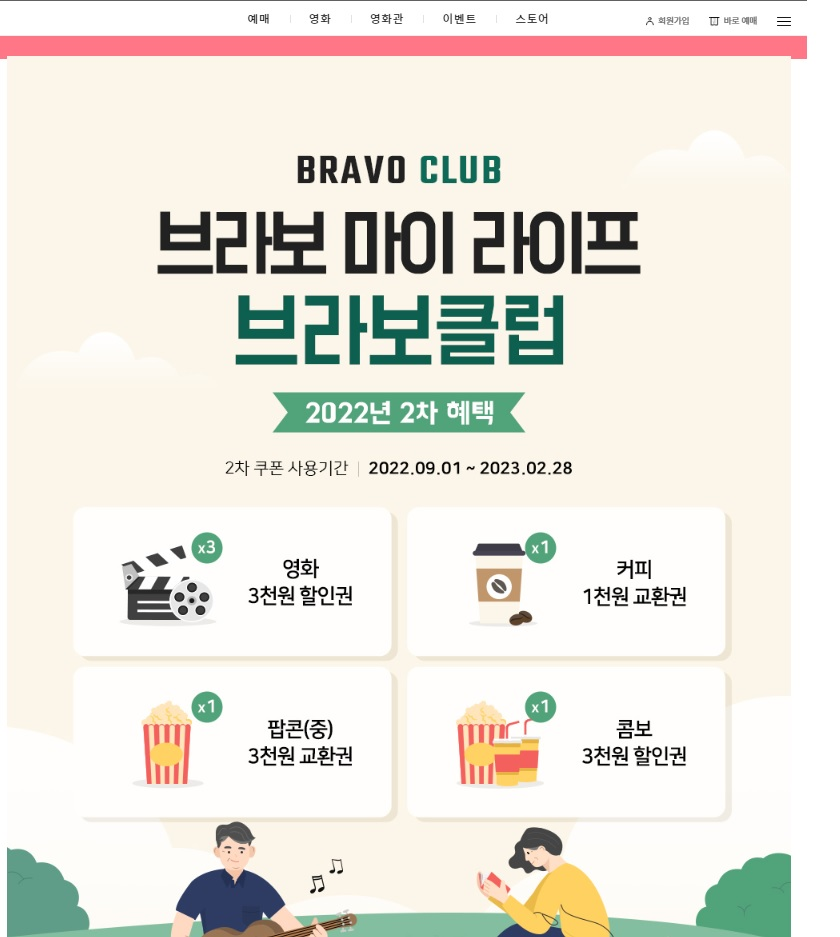 예매 영화 영화관 이벤트 스토어 회원가입 바로 예매
BRAVO CLUB
브라보 마이 라이프
브라보클럽
2022년 2차 혜택
2차 쿠폰 사용기간 2022.09.01 ~ 2023.02.28
x3
영화
3천원 할인권
x1
커피
1천원 교환권
x1
팝콘(중)
3천원 교환권
x1
콤보
3천원 할인권